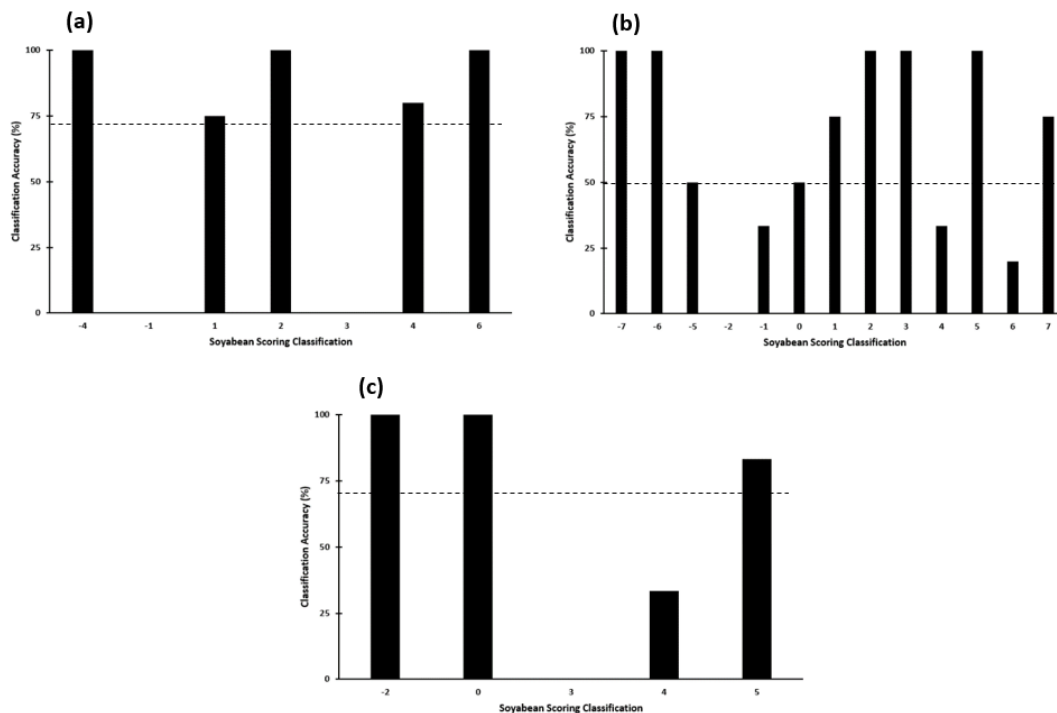 (a)
Classification Accuracy (%)
100
75
50
25
0
-4 -1 1 2 3 4 6
Soyabean Scoring Classification
(b)
Classification Accuracy (%)
100
75
50
25
0
-7 -6 -5 -2 -1 0 1 2 3 4 5 6 7
Soyabean Scoring Classification
(c)
Classification Accuracy (%)
100
75
50
25
0
-2 0 3 4 5
Soyabean Scoring Classification